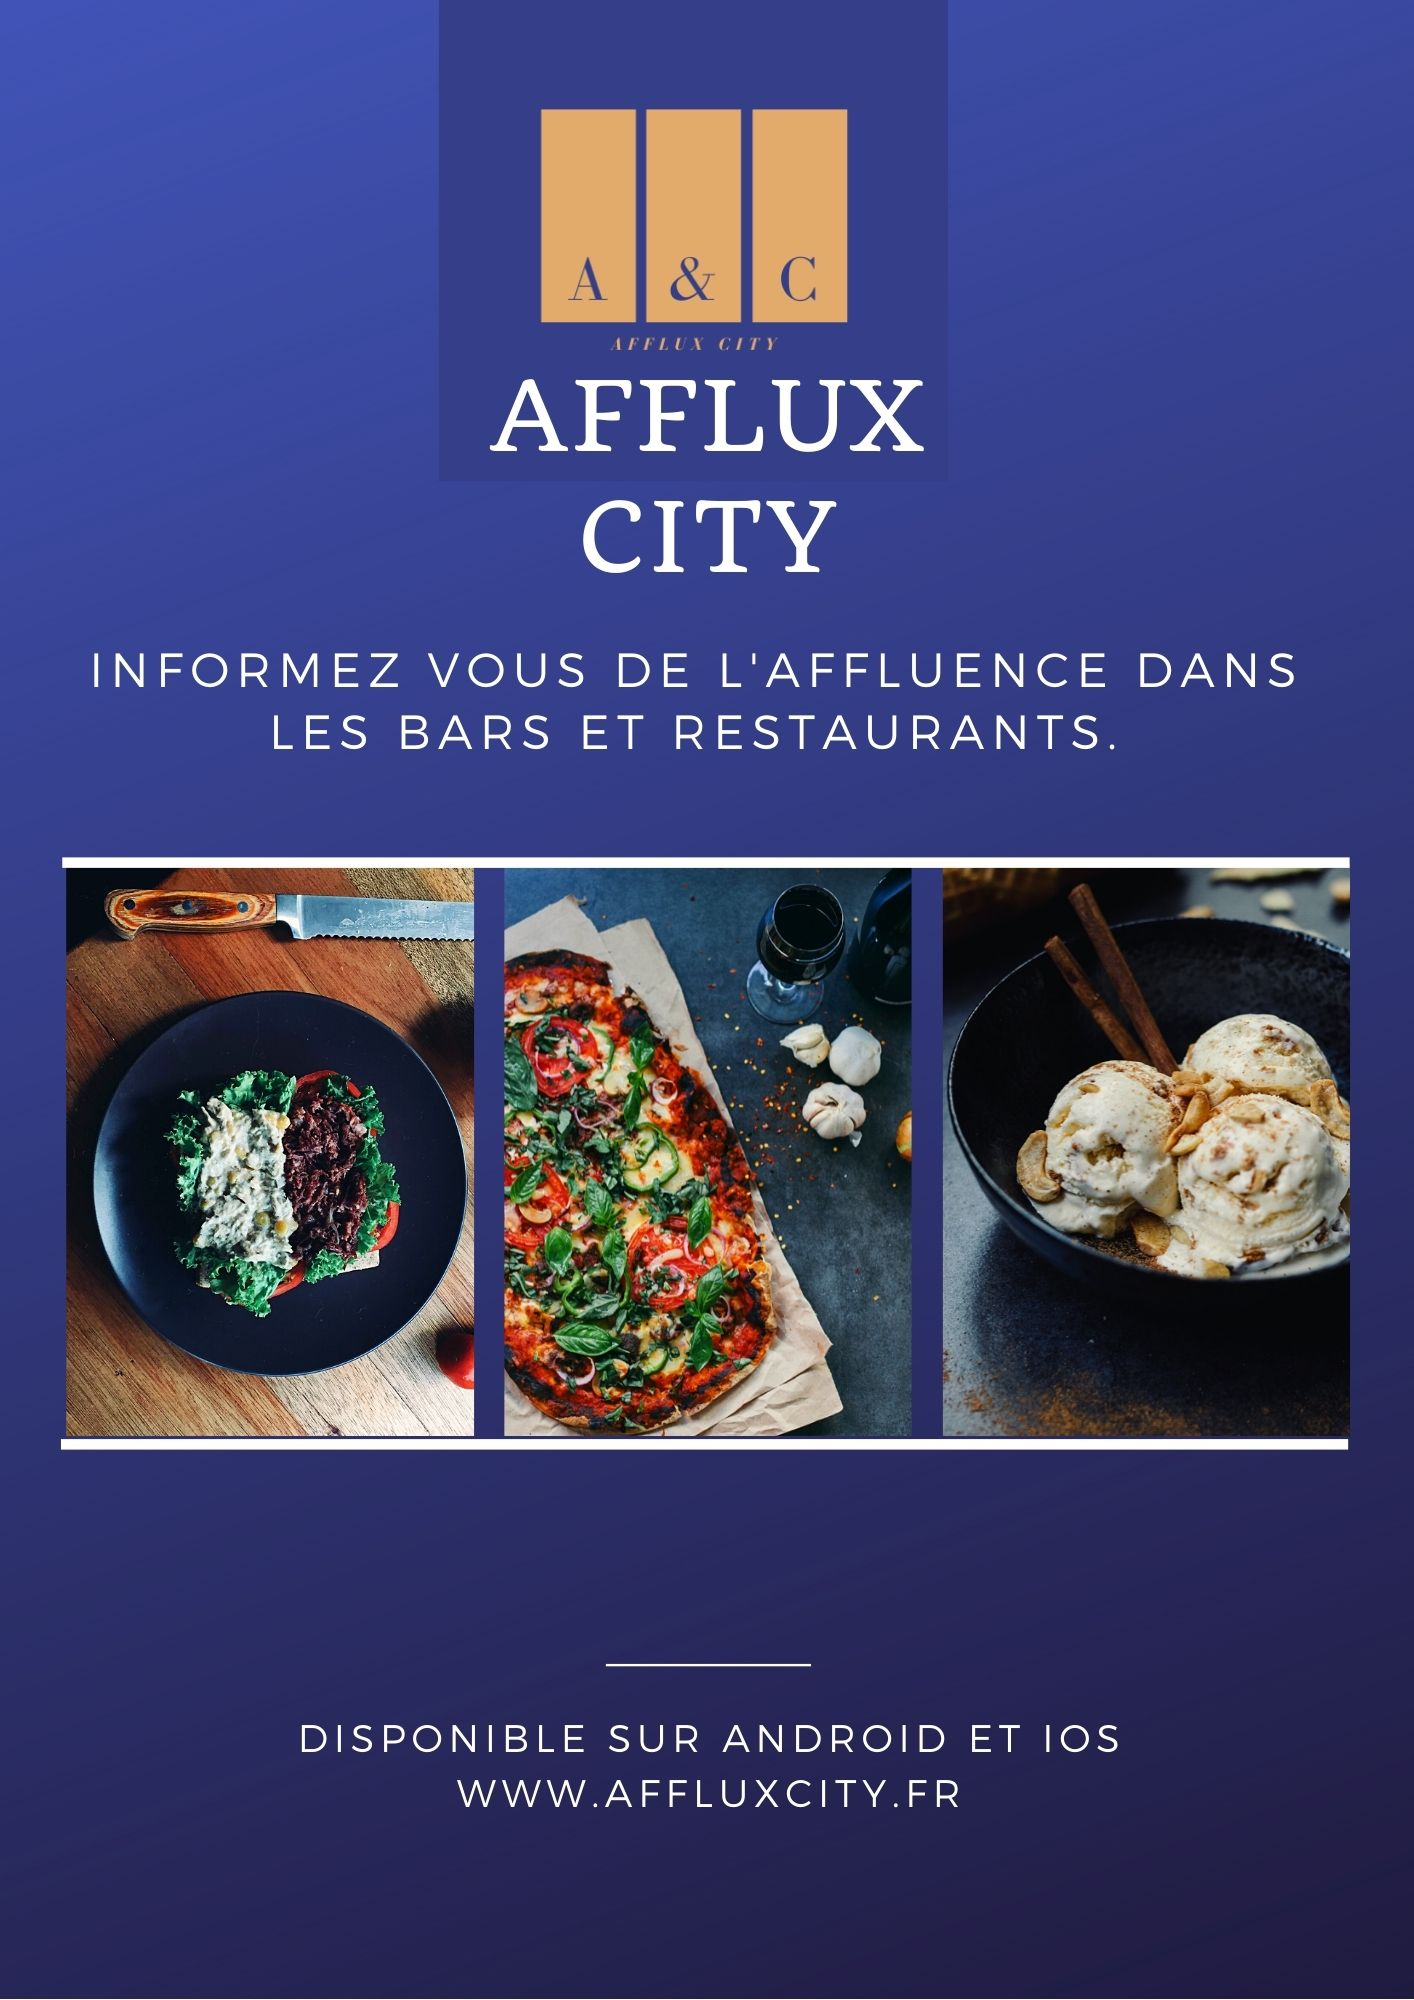 A & C
AFFLUX CITY
AFFLUX
CITY
INFORMEZ VOUS DE L'AFFLUENCE DANS
LES BARS ET RESTAURANTS.
DISPONIBLE SUR ANDROID ET IOS
WWW.AFFLUXCITY.FR